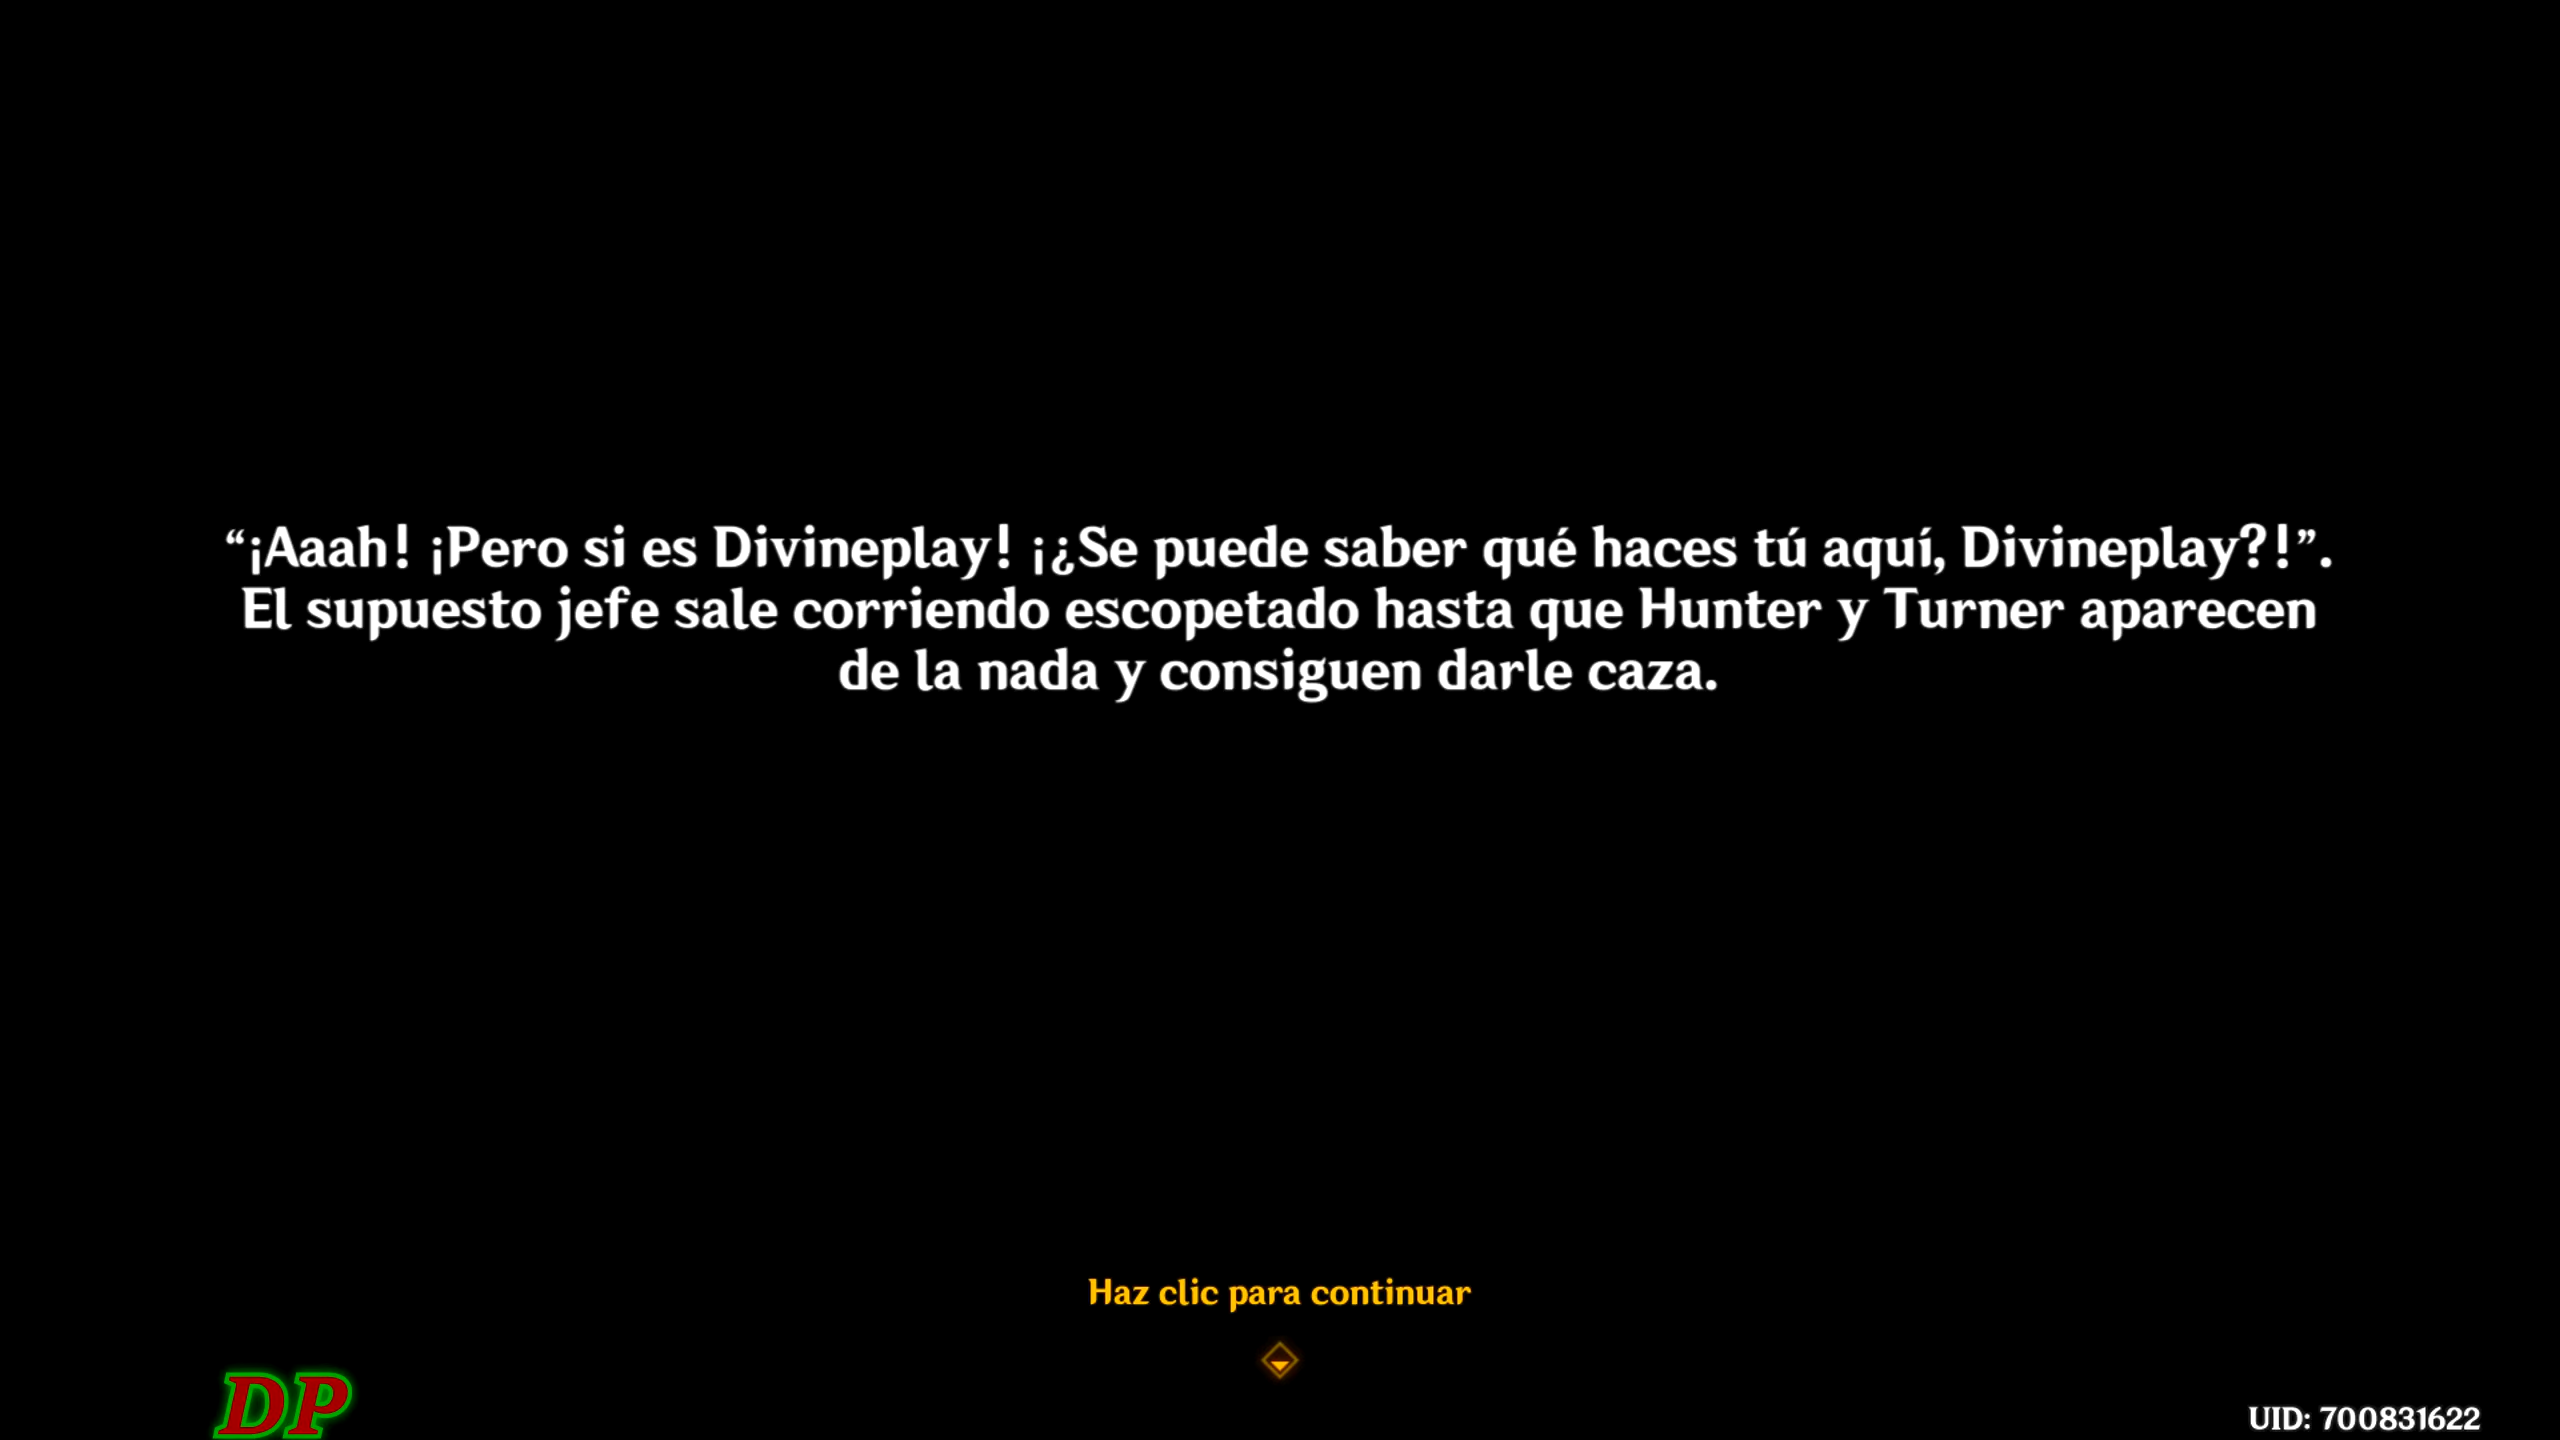 “¡Aaah! ¡Pero si es Divineplay! ¡¿Se puede saber qué haces tú aquí, Divineplay?!”.
El supuesto jefe sale corriendo escopetado hasta que Hunter y Turner aparecen
de la nada y consiguen darle caza.
Haz clic para continuar
DP
UID: 700831622